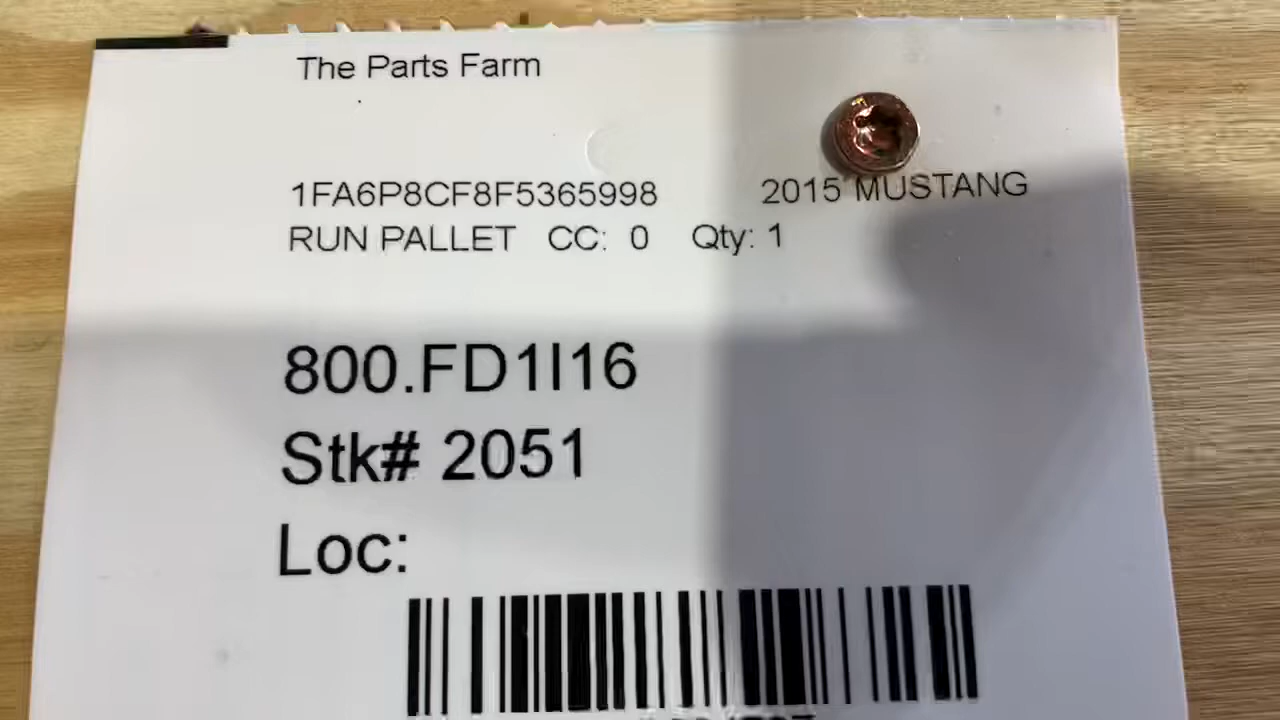 The Parts Farm
1FA6P8CF8F5365998 2015 MUSTANG
RUN PALLET CC: 0 Qty: 1
800.FD1I16
Stk# 2051
Loc: